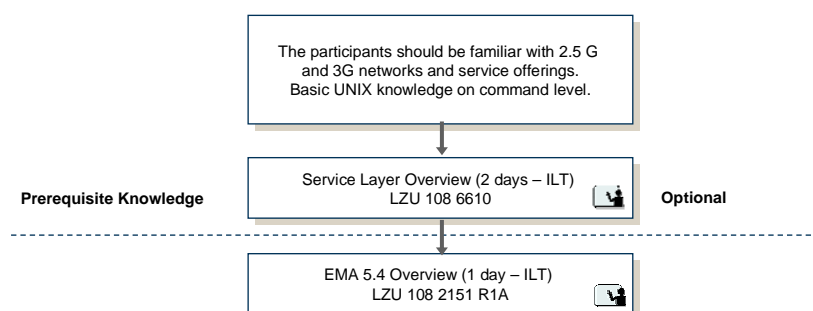 The participants should be familiar with 2.5 G
and 3G networks and service offerings.
Basic UNIX knowledge on command level.
Service Layer Overview (2 days – ILT)
LZU 108 6610
Prerequisite Knowledge
Optional
EMA 5.4 Overview (1 day – ILT)
LZU 108 2151 R1A